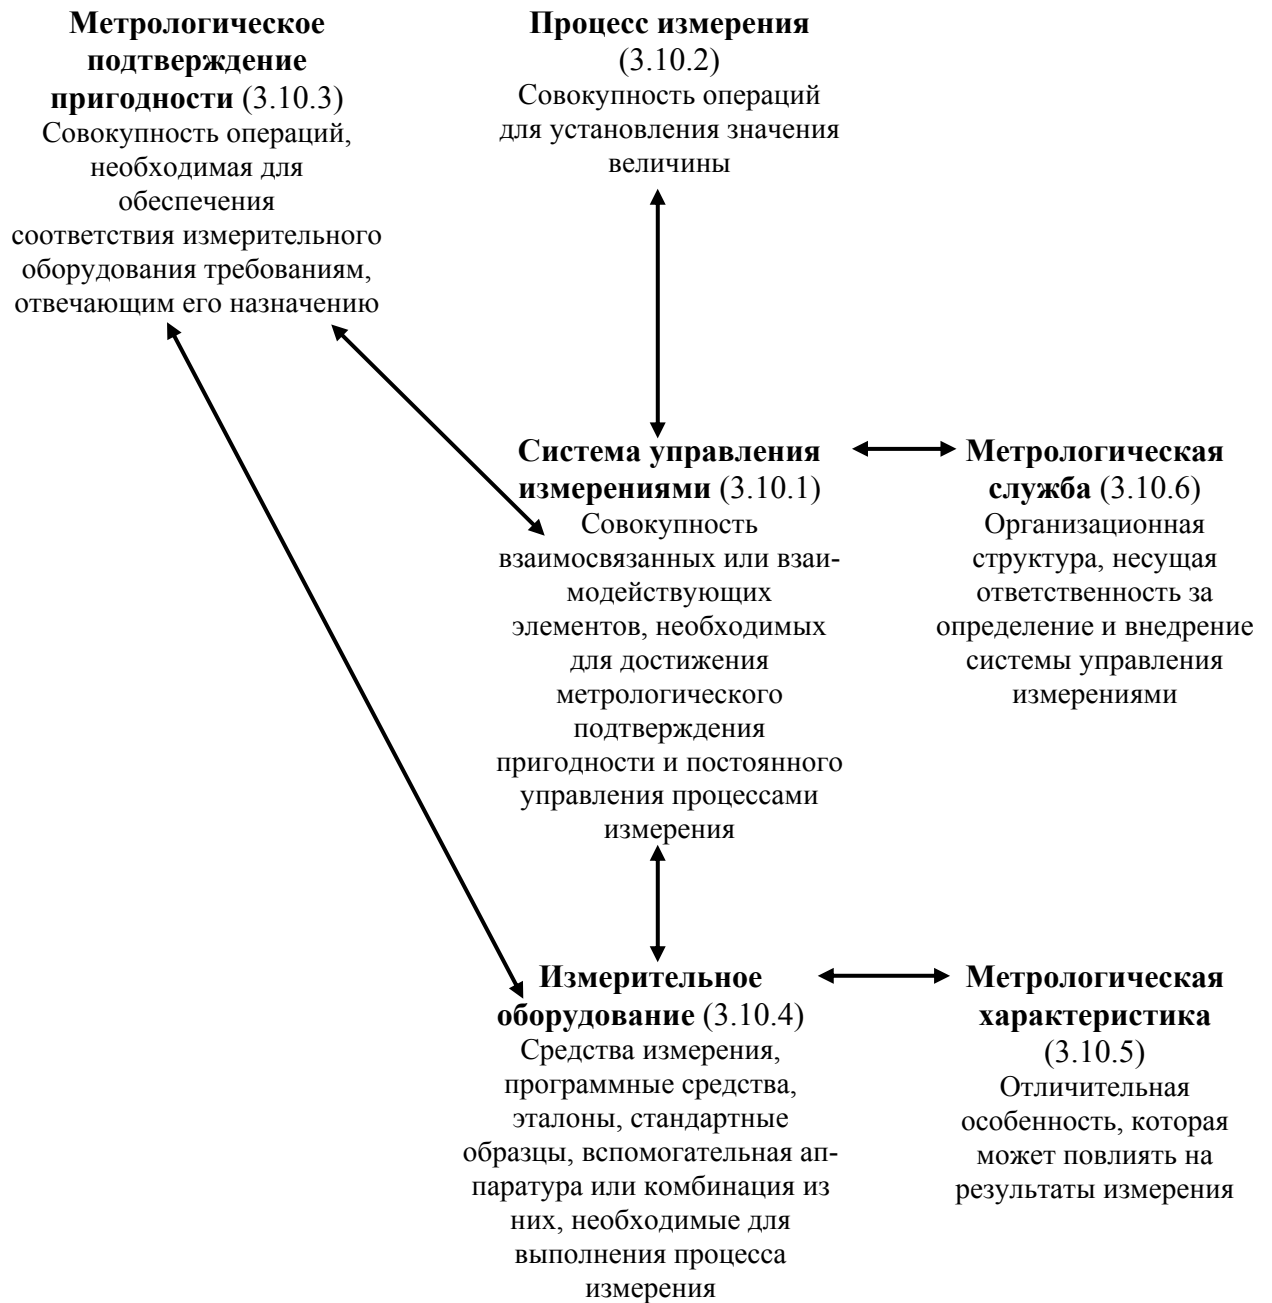 Метрологическое
подтверждение
пригодности (3.10.3)
Совокупность операций,
необходимая для
обеспечения
соответствия измерительного
оборудования требованиям,
отвечающим его назначению
Процесс измерения
(3.10.2)
Совокупность операций
для установления значения
величины
Система управления
измерениями (3.10.1)
Совокупность
взаимосвязанных или взаи-
модействующих
элементов, необходимых
для достижения
метрологического
подтверждения
пригодности и постоянного
управления процессами
измерения
Метрологическая
служба (3.10.6)
Организационная
структура, несущая
ответственность за
определение и внедрение
системы управления
измерениями
Измерительное
оборудование (3.10.4)
Средства измерения,
программные средства,
эталоны, стандартные
образцы, вспомогательная ап-
паратура или комбинация из
них, необходимые для
выполнения процесса
измерения
Метрологическая
характеристика
(3.10.5)
Отличительная
особенность, которая
может повлиять на
результаты измерения